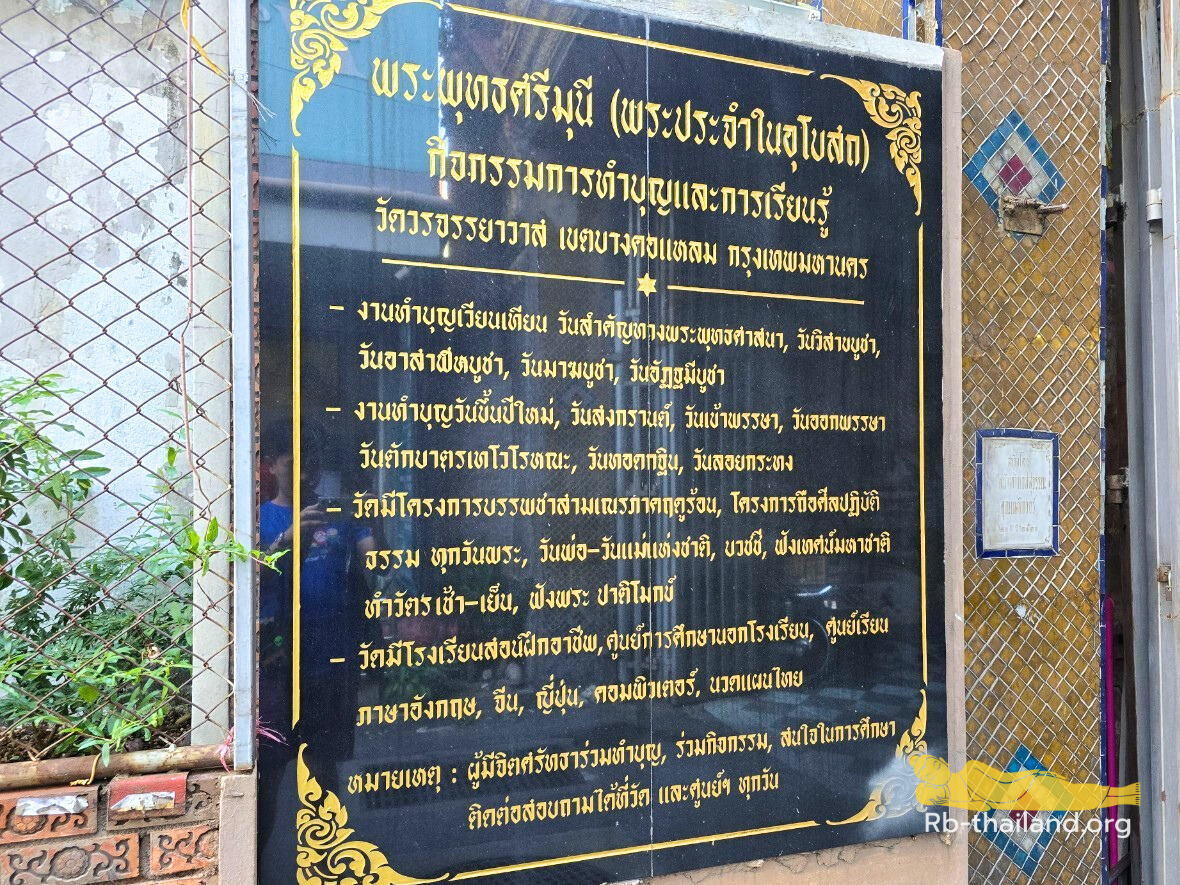 พระพุทธศรีมุนี (พระประจำในอุโบสถ)
กิจกรรมการทำบุญและการเรียนรู้
วัดวรจรรยาวาส เขตบางคอแหลม กรุงเทพมหานคร
- งานทำบุญเวียนเทียน วันสำคัญทางพระพุทธศาสนา, วันวิสาขบูชา,
วันอาสาฬหบูชา, วันมาฆบูชา, วันอัฏฐมีบูชา
- งานทำบุญวันขึ้นปีใหม่, วันสงกรานต์, วันเข้าพรรษา, วันออกพรรษา
วันตักบาตรเทโวโรหณะ, วันทอดกฐิน, วันลอยกระทง
- วัดมีโครงการบรรพชาสามเณรภาคฤดูร้อน, โครงการถือศีลปฏิบัติ
ธรรม ทุกวันพระ, วันพ่อ-วันแม่แห่งชาติ, บวชชี, ฟังเทศน์มหาชาติ
ทำวัตรเช้า-เย็น, ฟังพระ ปาติโมกข์
- วัดมีโรงเรียนสอนฝึกอาชีพ, ศูนย์การศึกษานอกโรงเรียน, ศูนย์เรียน
ภาษาอังกฤษ, จีน, ญี่ปุ่น, คอมพิวเตอร์, นวดแผนไทย
หมายเหตุ : ผู้มีจิตศรัทธาร่วมทำบุญ, ร่วมกิจกรรม, สนใจในการศึกษา
ติดต่อสอบถามได้ที่วัด และศูนย์ฯ ทุกวัน
Rb-thailand.org